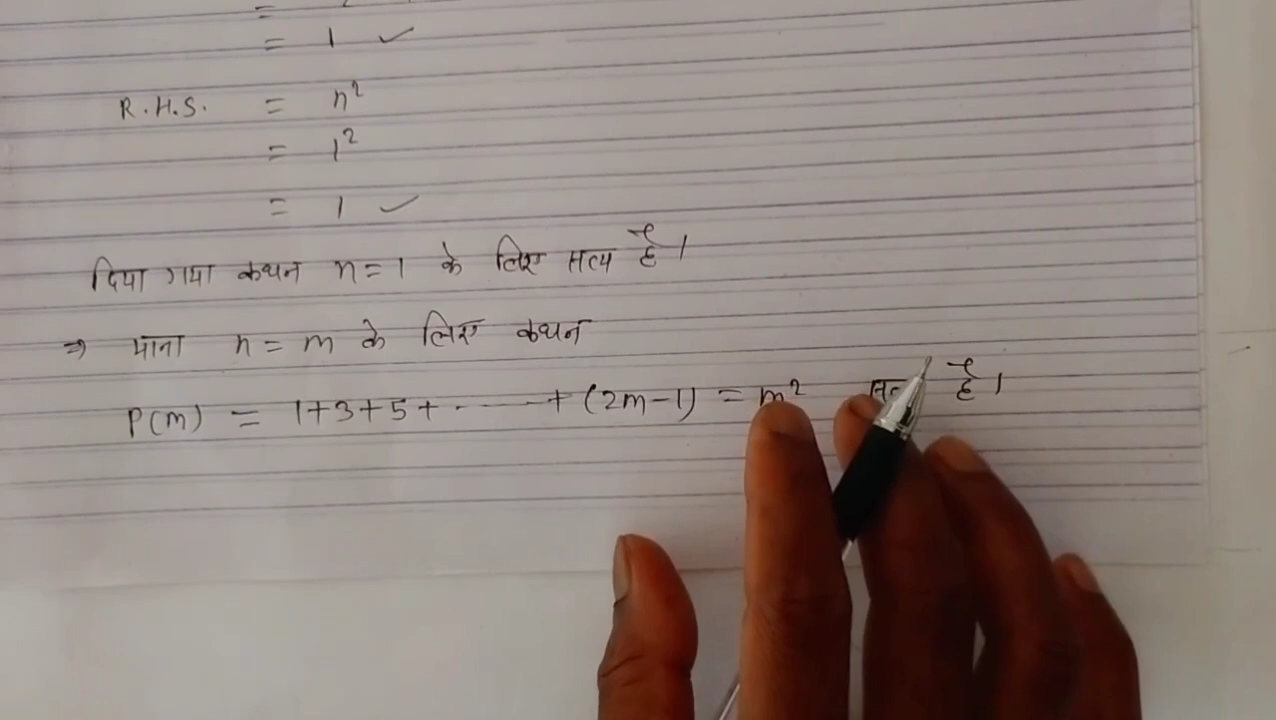 = 1 ✓
R.H.S. = n²
= 1²
= 1 ✓
दिया गया कथन n = 1 के लिए सत्य है।
⇒ माना n = m के लिए कथन
P(m) = 1+3+5+ ------ + (2m-1) = m² है।